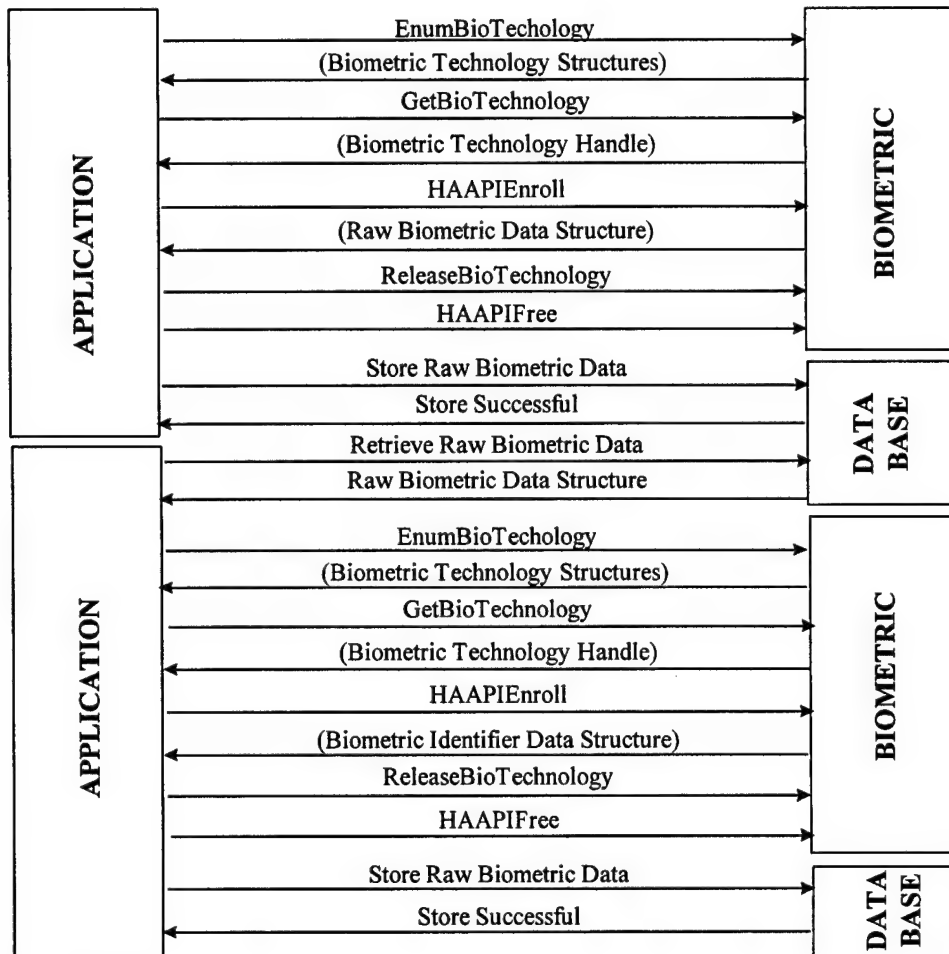 EnumBioTechology
(Biometric Technology Structures)
GetBioTechnology
(Biometric Technology Handle)
HAAPIEnroll
(Raw Biometric Data Structure)
ReleaseBioTechnology
HAAPIFree
APPLICATION
BIOMETRIC
Store Raw Biometric Data
Store Successful
Retrieve Raw Biometric Data
Raw Biometric Data Structure
DATA
BASE
EnumBioTechology
(Biometric Technology Structures)
GetBioTechnology
(Biometric Technology Handle)
HAAPIEnroll
(Biometric Identifier Data Structure)
ReleaseBioTechnology
HAAPIFree
APPLICATION
BIOMETRIC
Store Raw Biometric Data
Store Successful
DATA
BASE